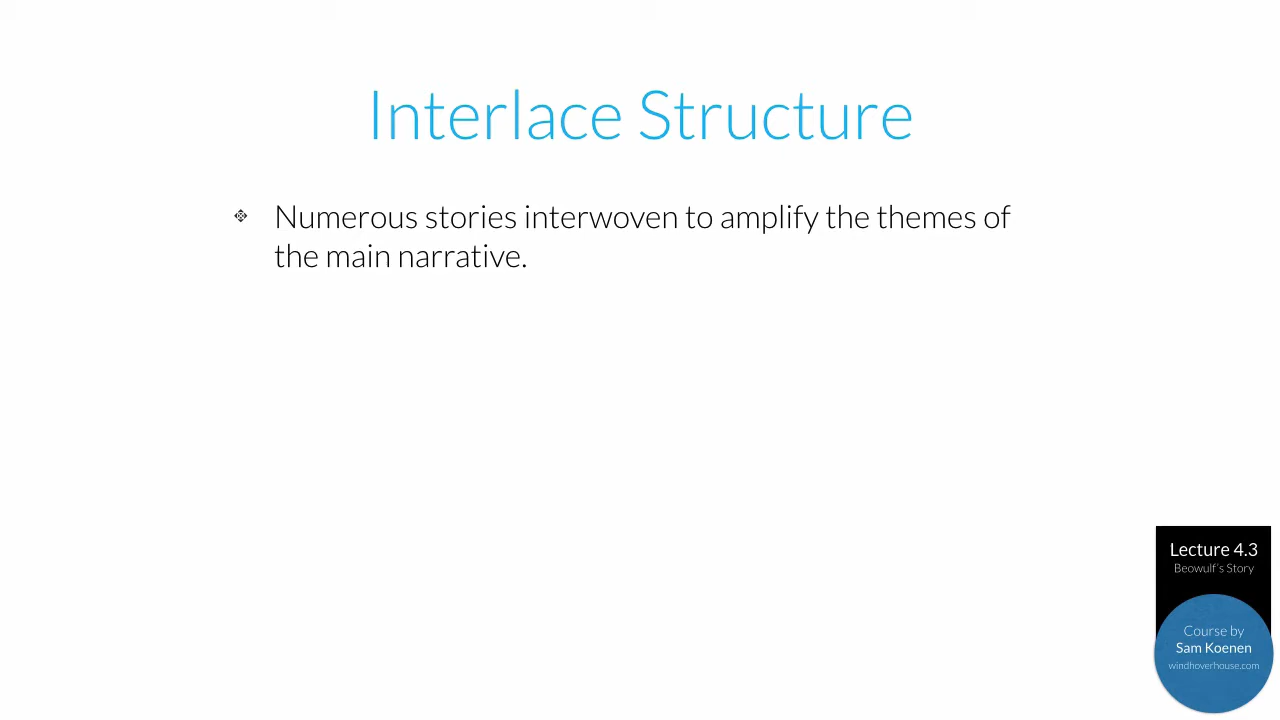 Interlace Structure
Numerous stories interwoven to amplify the themes of
the main narrative.
Lecture 4.3
Beowulf's Story
Course by
Sam Koenen
windhoverhouse.com